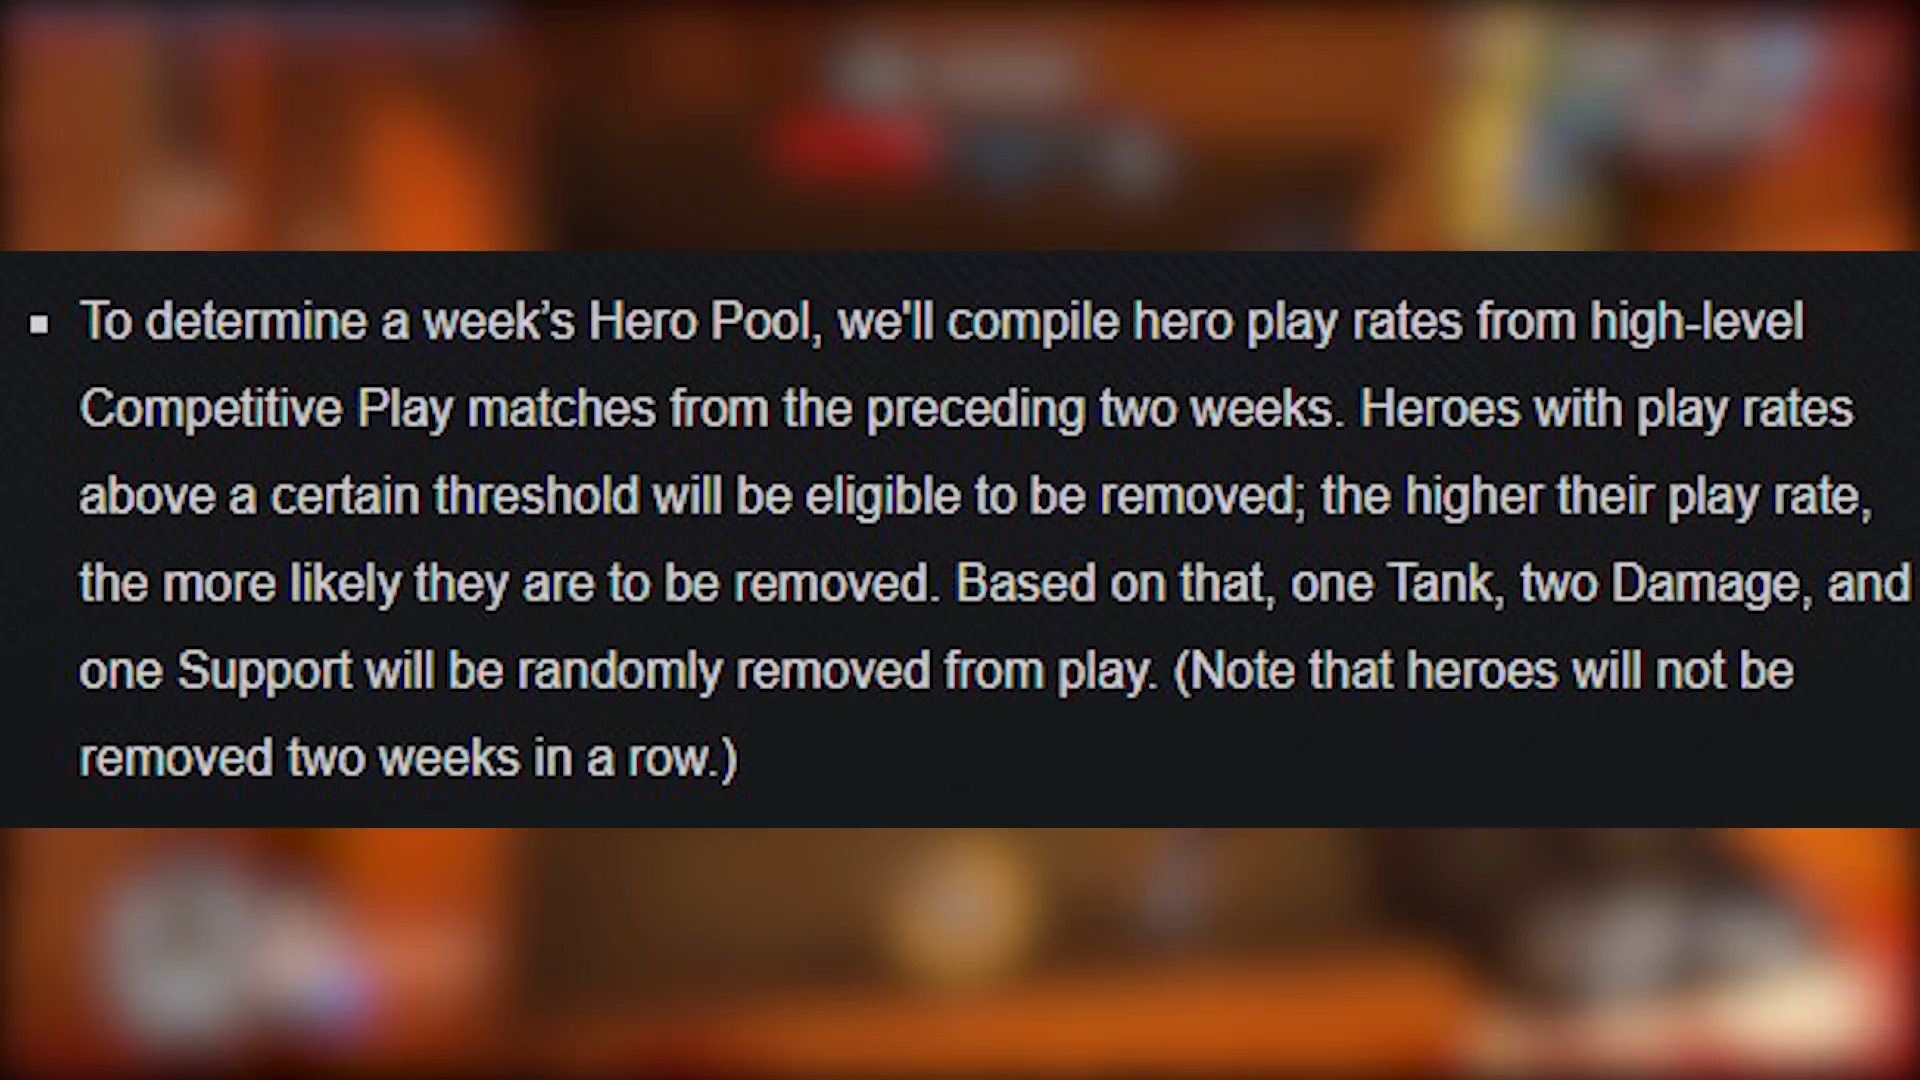 ▪ To determine a week’s Hero Pool, we'll compile hero play rates from high-level
Competitive Play matches from the preceding two weeks. Heroes with play rates
above a certain threshold will be eligible to be removed; the higher their play rate,
the more likely they are to be removed. Based on that, one Tank, two Damage, and
one Support will be randomly removed from play. (Note that heroes will not be
removed two weeks in a row.)